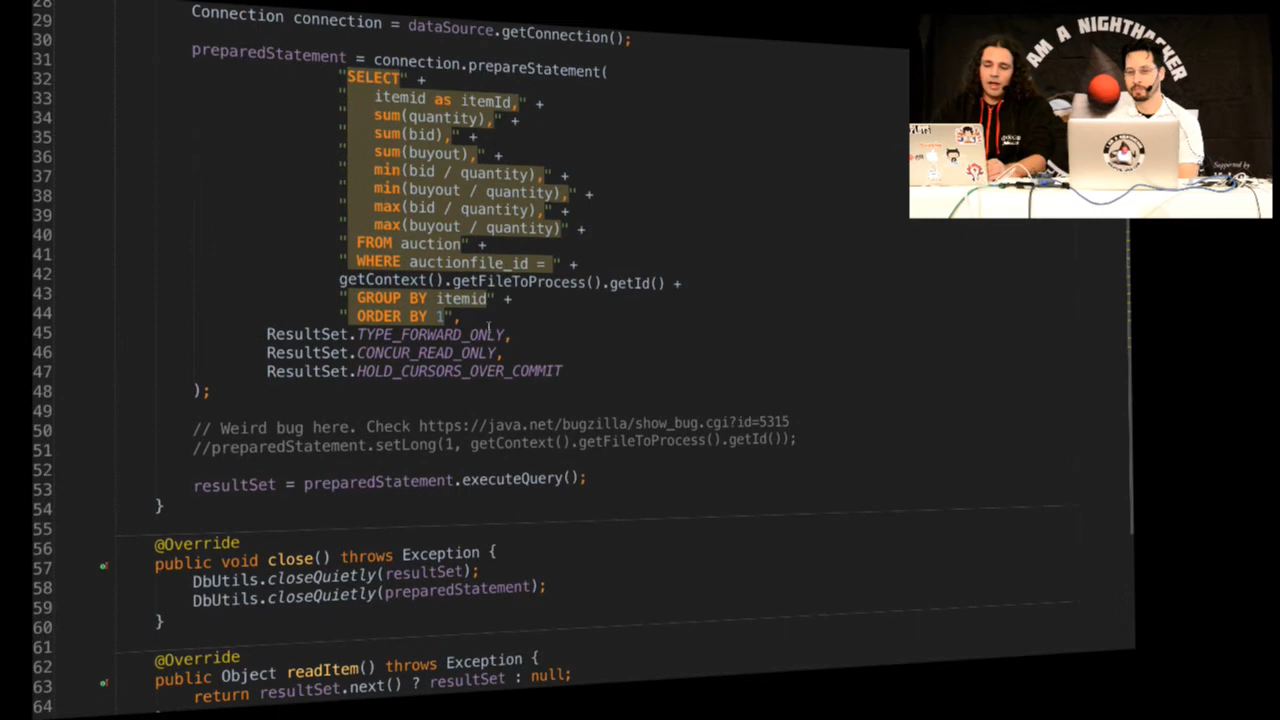 28
29 Connection connection = dataSource.getConnection();
30
31 preparedStatement = connection.prepareStatement(
32 "SELECT" +
33 " itemid as itemId," +
34 " sum(quantity)," +
35 " sum(bid)," +
36 " sum(buyout)," +
37 " min(bid / quantity)," +
38 " min(buyout / quantity)," +
39 " max(bid / quantity)," +
40 " max(buyout / quantity)" +
41 " FROM auction" +
42 " WHERE auctionfile_id = " +
43 getContext().getFileToProcess().getId() +
44 " GROUP BY itemid" +
45 " ORDER BY 1",
46 ResultSet.TYPE_FORWARD_ONLY,
47 ResultSet.CONCUR_READ_ONLY,
48 ResultSet.HOLD_CURSORS_OVER_COMMIT
49 );
50
51 // Weird bug here. Check https://java.net/bugzilla/show_bug.cgi?id=5315
52 //preparedStatement.setLong(1, getContext().getFileToProcess().getId());
53 resultSet = preparedStatement.executeQuery();
54 }
55
56 @Override
57 public void close() throws Exception {
58 DbUtils.closeQuietly(resultSet);
59 DbUtils.closeQuietly(preparedStatement);
60 }
61
62 @Override
63 public Object readItem() throws Exception {
64 return resultSet.next() ? resultSet : null;
AM A NIGHTHACKER
Supported by